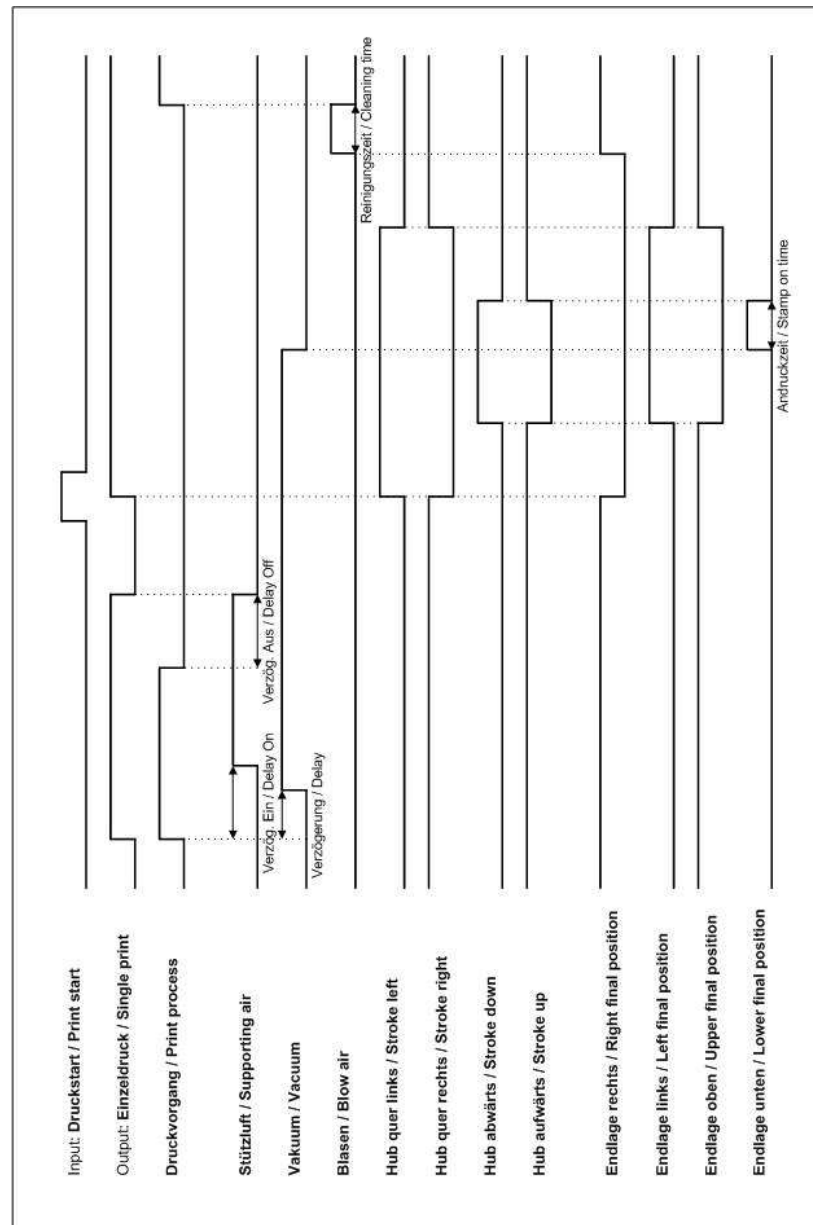 Input: Druckstart / Print start
Output: Einzeldruck / Single print
Druckvorgang / Print process
Stützluft / Supporting air
Verzög. Ein / Delay On
Verzög. Aus / Delay Off
Vakuum / Vacuum
Verzögerung / Delay
Blasen / Blow air
Reinigungszeit / Cleaning time
Hub quer links / Stroke left
Hub quer rechts / Stroke right
Hub abwärts / Stroke down
Hub aufwärts / Stroke up
Endlage rechts / Right final position
Endlage links / Left final position
Endlage oben / Upper final position
Endlage unten / Lower final position
Andruckzeit / Stamp on time